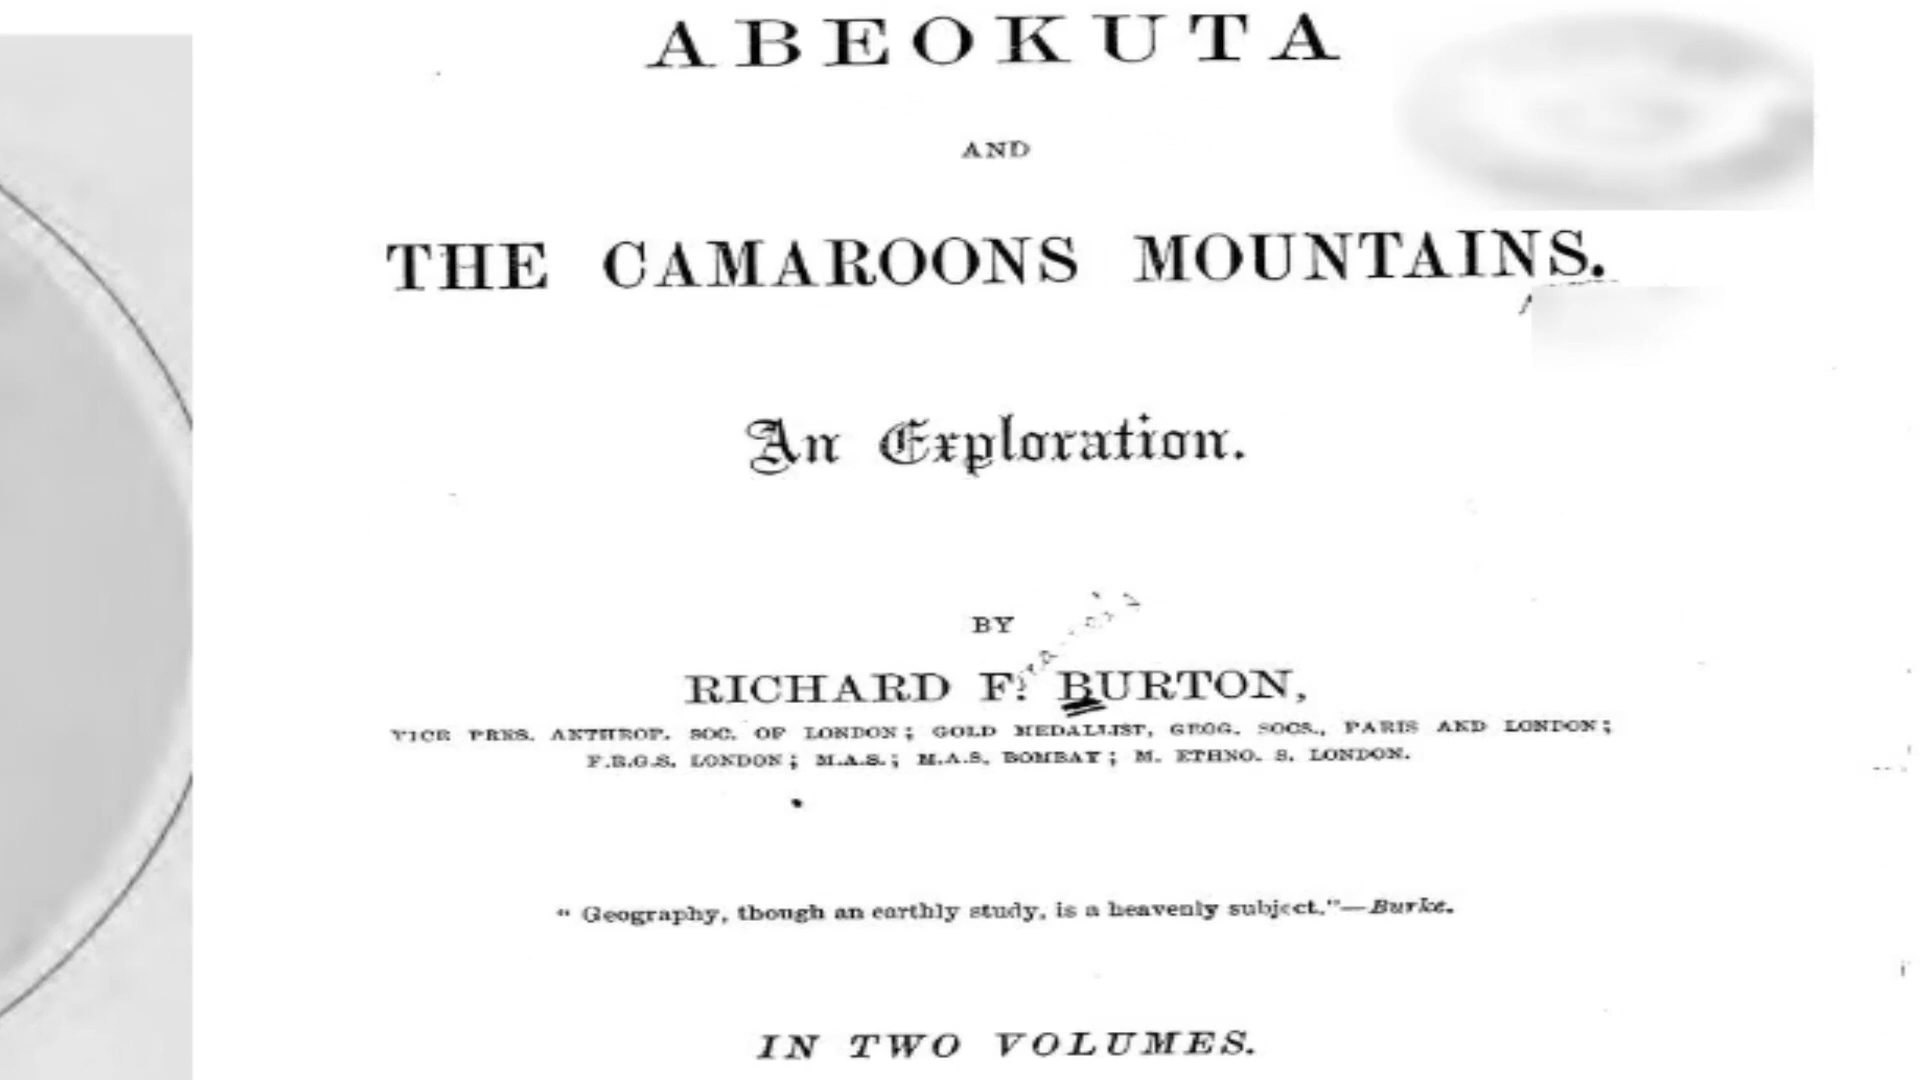 ABEOKUTA
AND
THE CAMAROONS MOUNTAINS.
An Exploration.
BY
RICHARD F. BURTON,
VICE PRES. ANTHROP. SOC. OF LONDON; GOLD MEDALLIST, GEOG. SOCS., PARIS AND LONDON;
F.R.G.S. LONDON; M.A.S.; M.A.S. BOMBAY; M. ETHNO. S. LONDON.
" Geography, though an earthly study, is a heavenly subject."—Burke.
IN TWO VOLUMES.